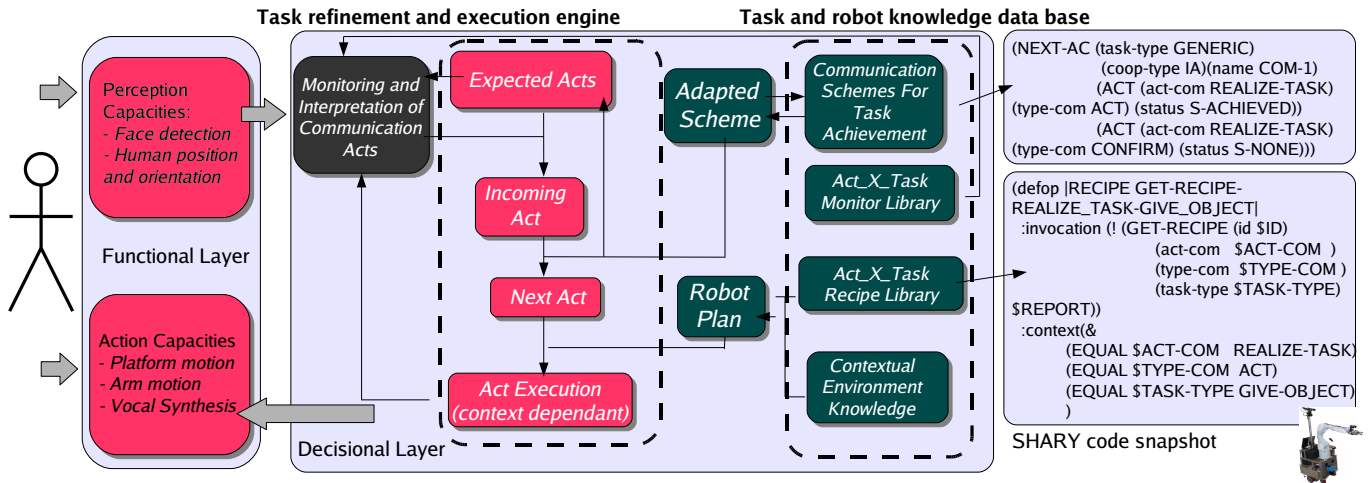 Task refinement and execution engine
Task and robot knowledge data base
Perception
Capacities:
- Face detection
- Human position
and orientation
Functional Layer
Action Capacities
- Platform motion
- Arm motion
- Vocal Synthesis
Monitoring and
Interpretation of
Communication
Acts
Expected Acts
Incoming
Act
Next Act
Act Execution
(context dependant)
Decisional Layer
Adapted
Scheme
Robot
Plan
Communication
Schemes For
Task
Achievement
Act_X_Task
Monitor Library
Act_X_Task
Recipe Library
Contextual
Environment
Knowledge
(NEXT-AC (task-type GENERIC)
(coop-type IA)(name COM-1)
(ACT (act-com REALIZE-TASK)
(type-com ACT) (status S-ACHIEVED))
(ACT (act-com REALIZE-TASK)
(type-com CONFIRM) (status S-NONE)))
(defop |RECIPE GET-RECIPE-
REALIZE_TASK-GIVE_OBJECT|
:invocation (! (GET-RECIPE (id $ID)
(act-com $ACT-COM )
(type-com $TYPE-COM )
(task-type $TASK-TYPE)
$REPORT))
:context(&
(EQUAL $ACT-COM REALIZE-TASK)
(EQUAL $TYPE-COM ACT)
(EQUAL $TASK-TYPE GIVE-OBJECT)
)
SHARY code snapshot